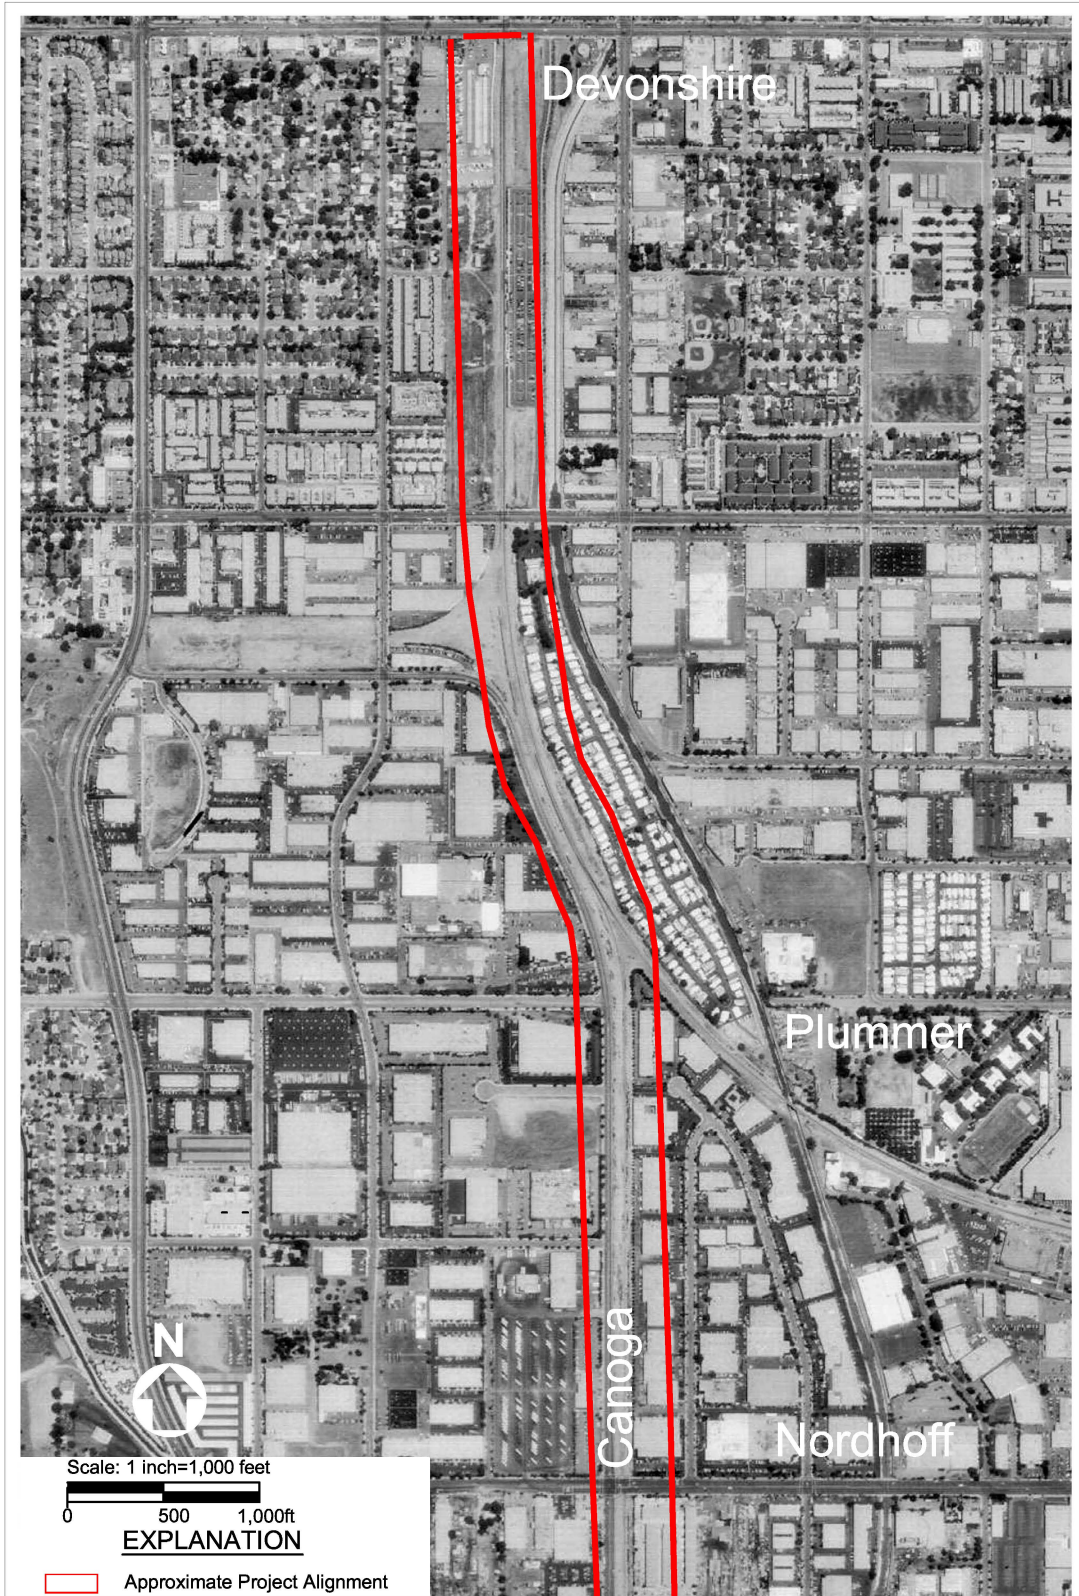 Devonshire
Plummer
Canoga
Nordhoff
N
Scale: 1 inch=1,000 feet
0 500 1,000ft
EXPLANATION
Approximate Project Alignment